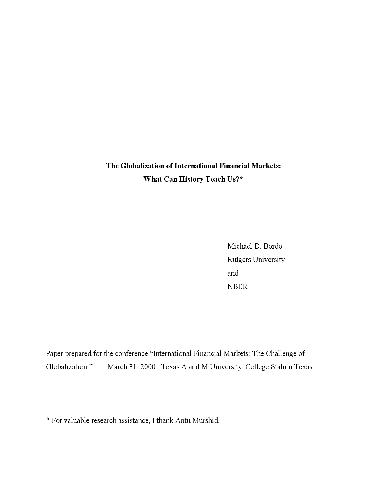 The Globalization of International Financial Markets:
What Can History Teach Us?*
Michael D. Bordo
Rutgers University
and
NBER
Paper prepared for the conference "International Financial Markets: The Challenge of
Globalization." March 31, 2000. Texas A and M University, College Station Texas
* For valuable research assistance, I thank Antu Murshid.